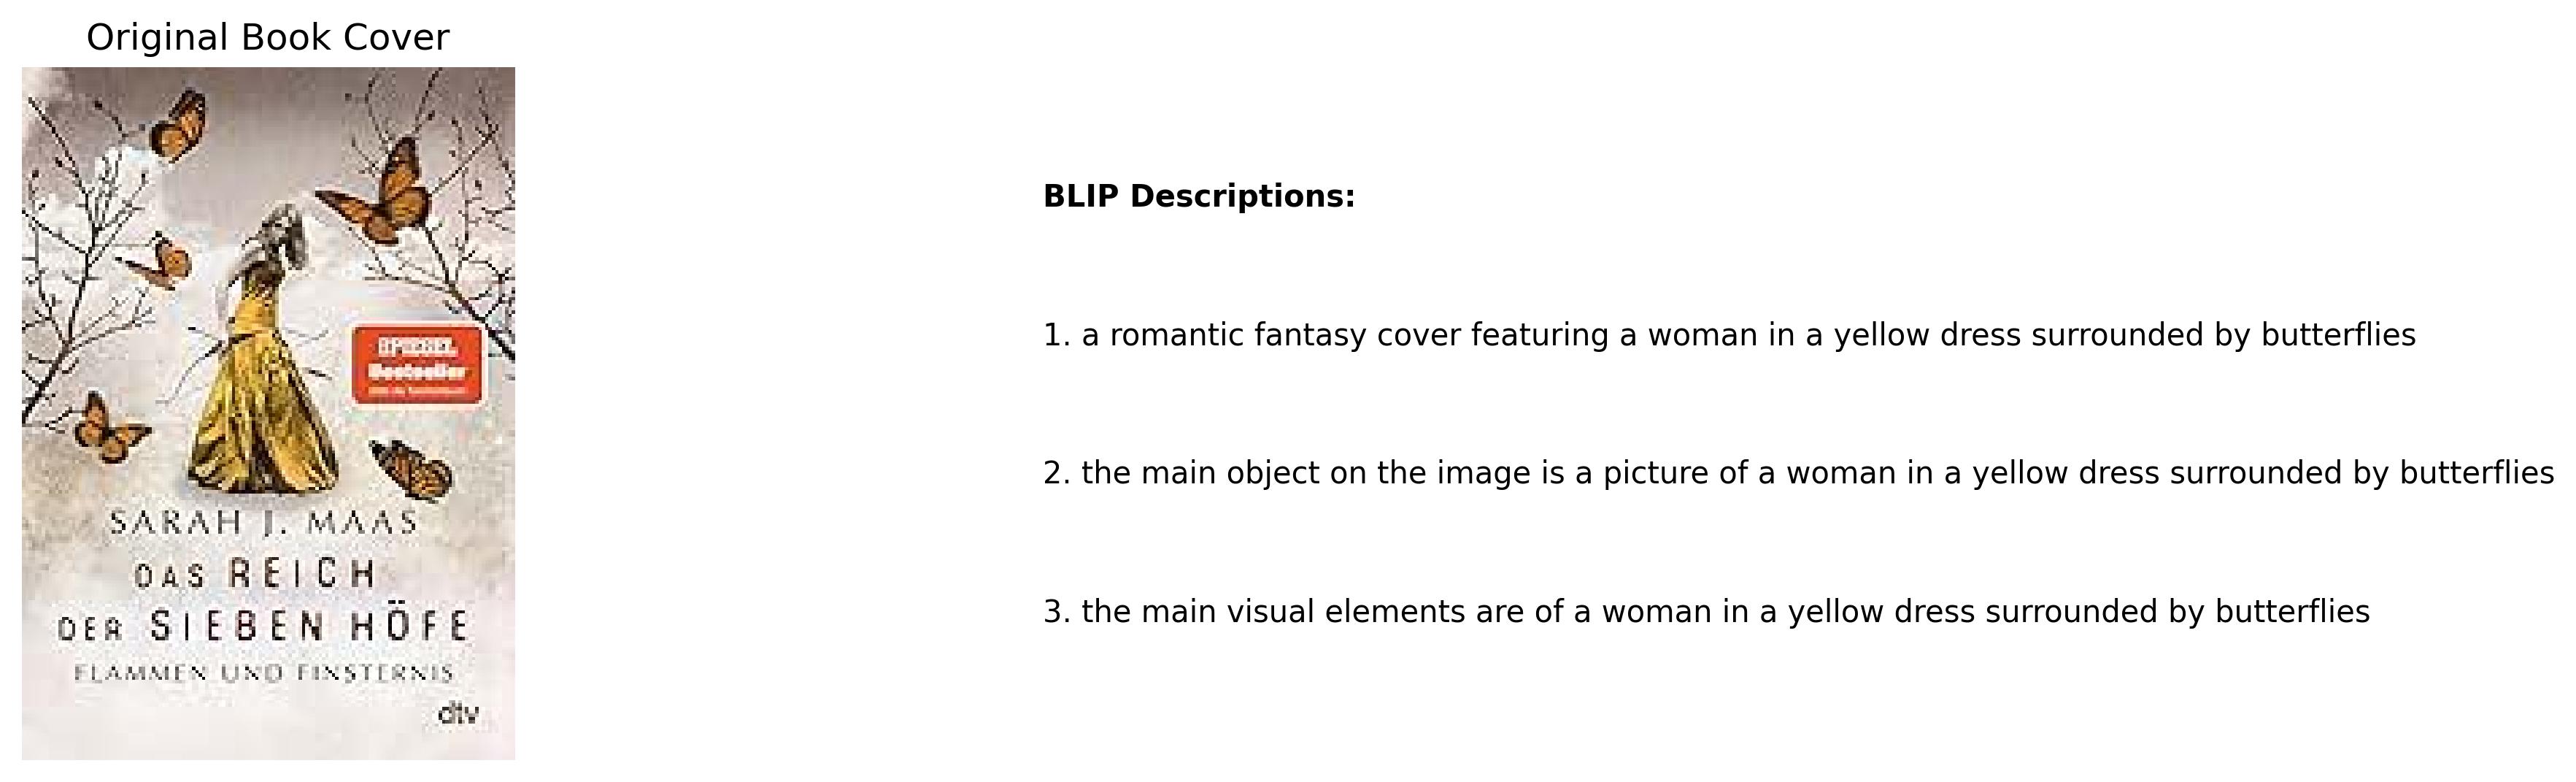 Original Book Cover
SPIEGEL
Bestseller
SARAH J. MAAS
DAS REICH
DER SIEBEN HÖFE
FLAMMEN UND FINSTERNIS
dtv
BLIP Descriptions:
1. a romantic fantasy cover featuring a woman in a yellow dress surrounded by butterflies
2. the main object on the image is a picture of a woman in a yellow dress surrounded by butterflies
3. the main visual elements are of a woman in a yellow dress surrounded by butterflies